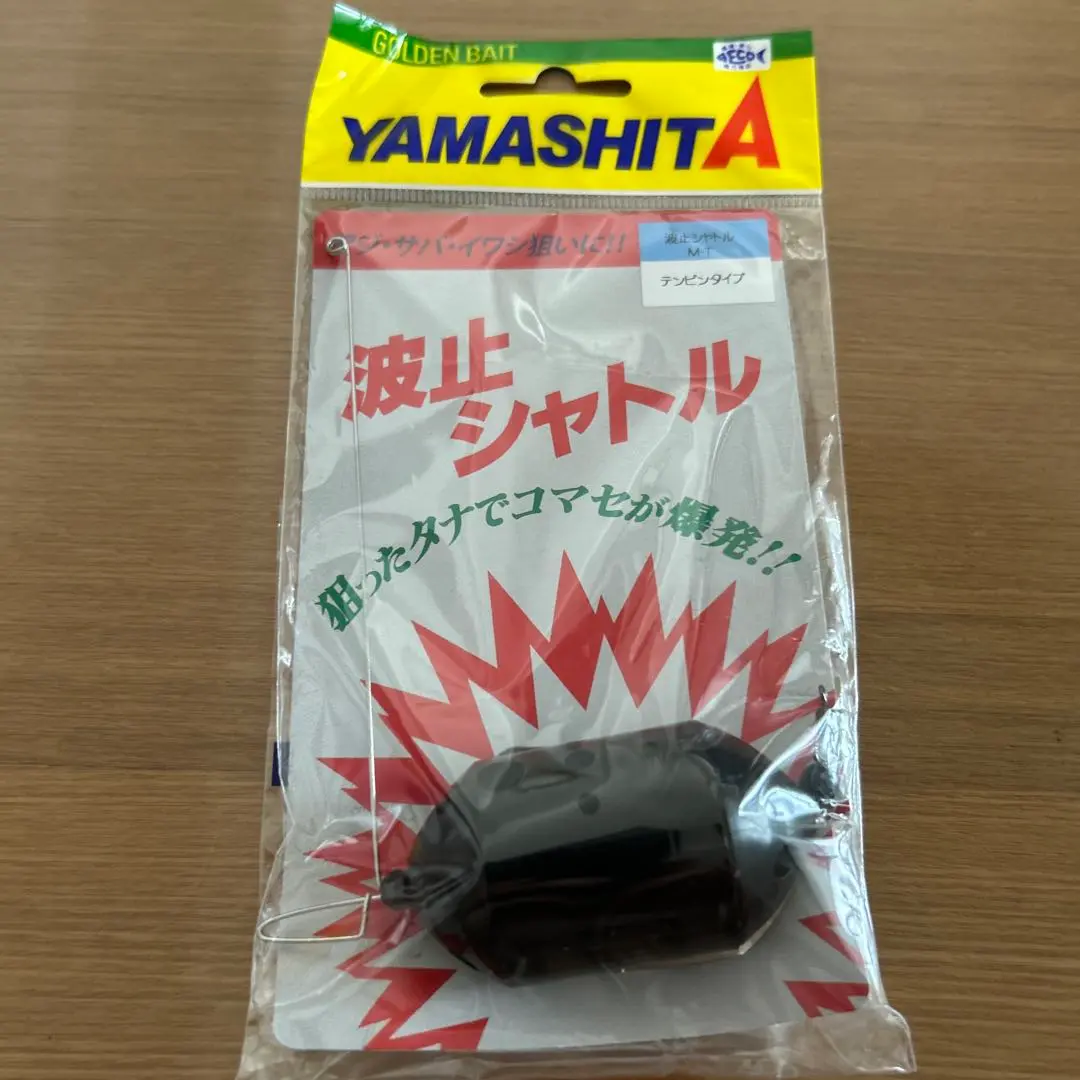 GOLDEN BAIT
ECO
YAMASHITA
アジ・サバ・イワシ狙いに!!
波止シャトル
M-T
テンビンタイプ
波止
シャトル
狙ったタナでコマセが爆発!!